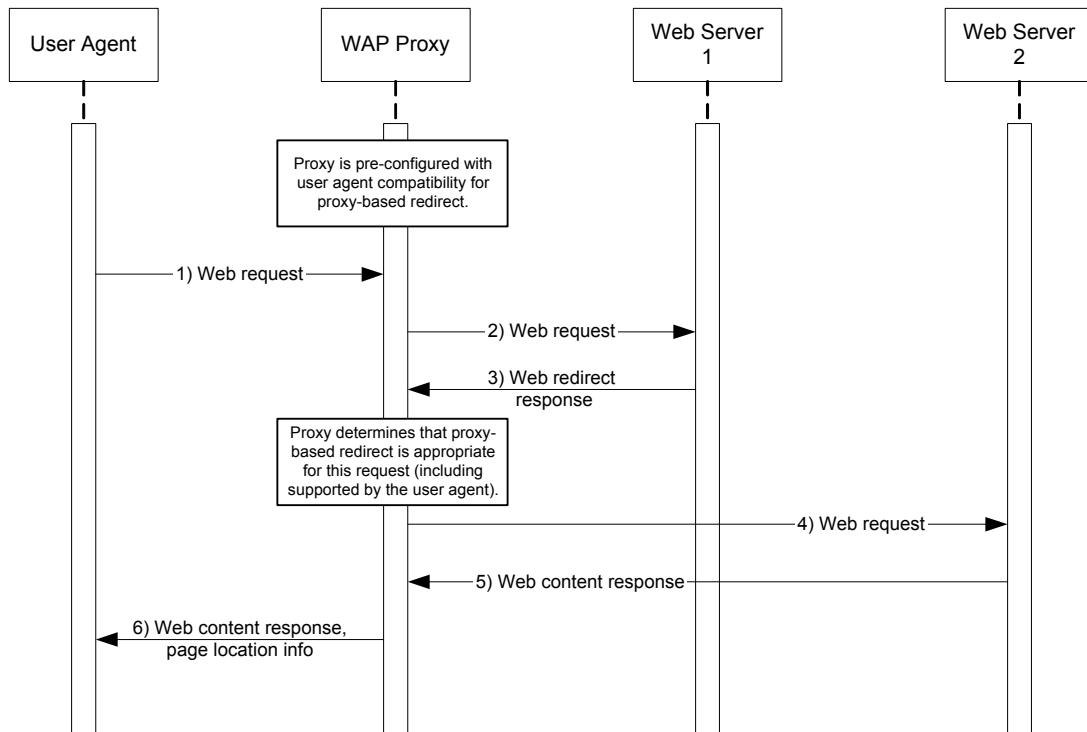 User Agent
WAP Proxy
Web Server
1
Web Server
2
Proxy is pre-configured with
user agent compatibility for
proxy-based redirect.
1) Web request
2) Web request
3) Web redirect
response
Proxy determines that proxy-
based redirect is appropriate
for this request (including
supported by the user agent).
4) Web request
5) Web content response
6) Web content response,
page location info